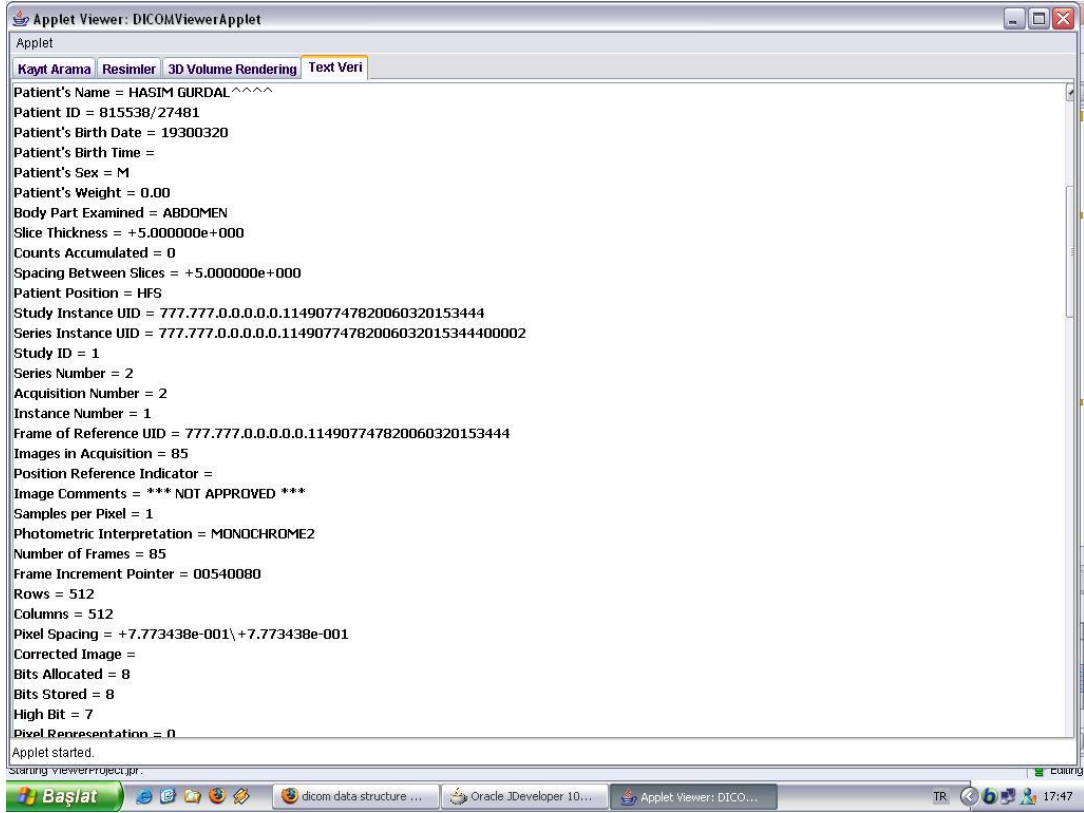 Applet Viewer: DICOMViewerApplet
Applet
Kayıt Arama Resimler 3D Volume Rendering Text Veri
Patient's Name = HASIM GURDAL^^^^
Patient ID = 815538/27481
Patient's Birth Date = 19300320
Patient's Birth Time =
Patient's Sex = M
Patient's Weight = 0.00
Body Part Examined = ABDOMEN
Slice Thickness = +5.000000e+000
Counts Accumulated = 0
Spacing Between Slices = +5.000000e+000
Patient Position = HFS
Study Instance UID = 777.777.0.0.0.0.0.1149077478200603201​53444
Series Instance UID = 777.777.0.0.0.0.0.114907747820060320153444​00002
Study ID = 1
Series Number = 2
Acquisition Number = 2
Instance Number = 1
Frame of Reference UID = 777.777.0.0.0.0.0.114907747820060320153444
Images in Acquisition = 85
Position Reference Indicator =
Image Comments = *** NOT APPROVED ***
Samples per Pixel = 1
Photometric Interpretation = MONOCHROME2
Number of Frames = 85
Frame Increment Pointer = 00540080
Rows = 512
Columns = 512
Pixel Spacing = +7.773438e-001\+7.773438e-001
Corrected Image =
Bits Allocated = 8
Bits Stored = 8
High Bit = 7
Pixel Representation = 0
Applet started.
Starting ViewerProject.jpr.
Editing
Başlat dicom data structure ... Oracle JDeveloper 10... Applet Viewer: DICO... TR 17:47